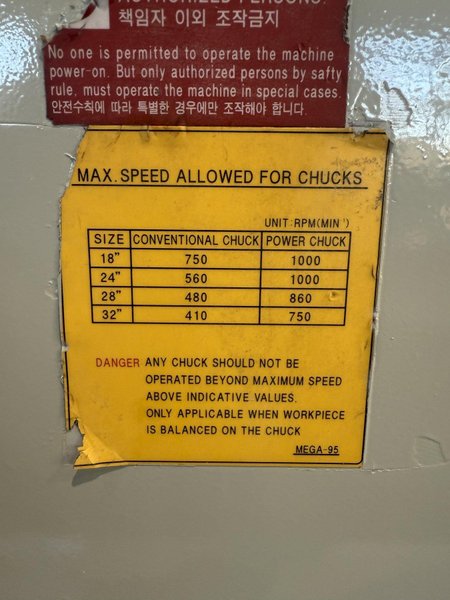 AUTHORIZED PERSONS.
책임자 이외 조작금지
No one is permitted to operate the machine
power-on. But only authorized persons by safty
rule, must operate the machine in special cases.
안전수칙에 따라 특별한 경우에만 조작해야 합니다.
MAX. SPEED ALLOWED FOR CHUCKS
UNIT:RPM(MIN⁻¹)
SIZE CONVENTIONAL CHUCK POWER CHUCK
18" 750 1000
24" 560 1000
28" 480 860
32" 410 750
DANGER ANY CHUCK SHOULD NOT BE
OPERATED BEYOND MAXIMUM SPEED
ABOVE INDICATIVE VALUES.
ONLY APPLICABLE WHEN WORKPIECE
IS BALANCED ON THE CHUCK
MEGA-95